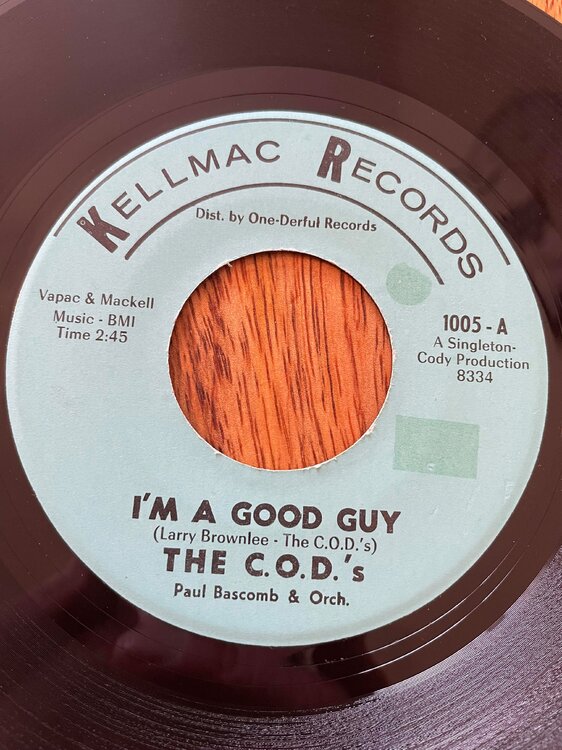 KELLMAC RECORDS
Dist. by One-Derful Records
Vapac & Mackell
Music - BMI
Time 2:45
1005 - A
A Singleton-
Cody Production
8334
I'M A GOOD GUY
(Larry Brownlee - The C.O.D.'s)
THE C.O.D.'s
Paul Bascomb & Orch.